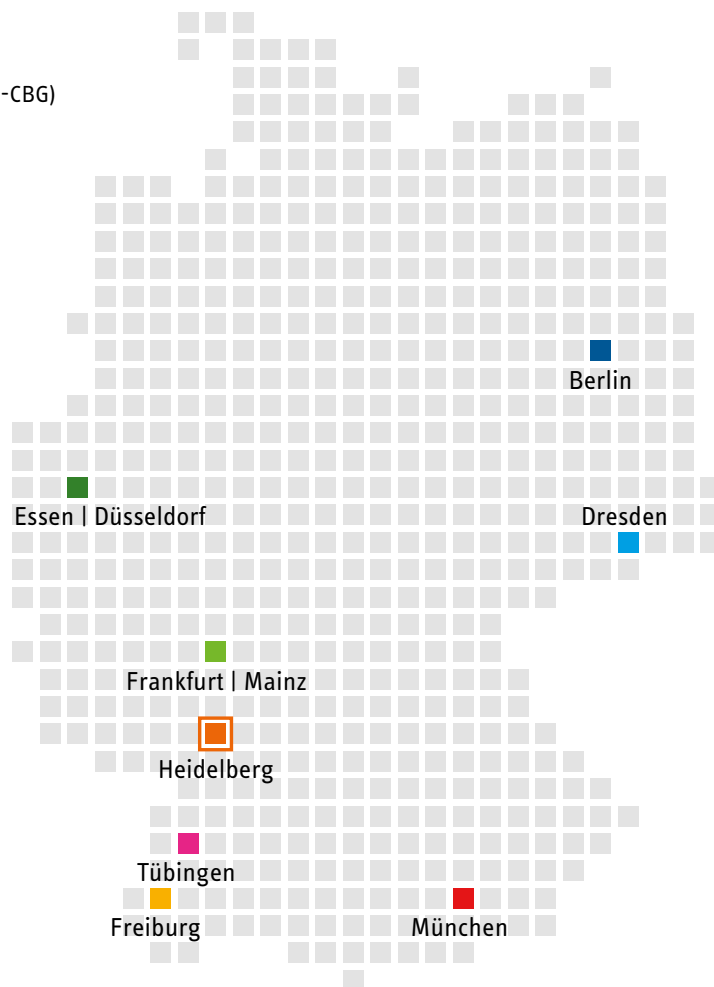 -CBG)
Berlin
Essen | Düsseldorf
Dresden
Frankfurt | Mainz
Heidelberg
Tübingen
Freiburg
München